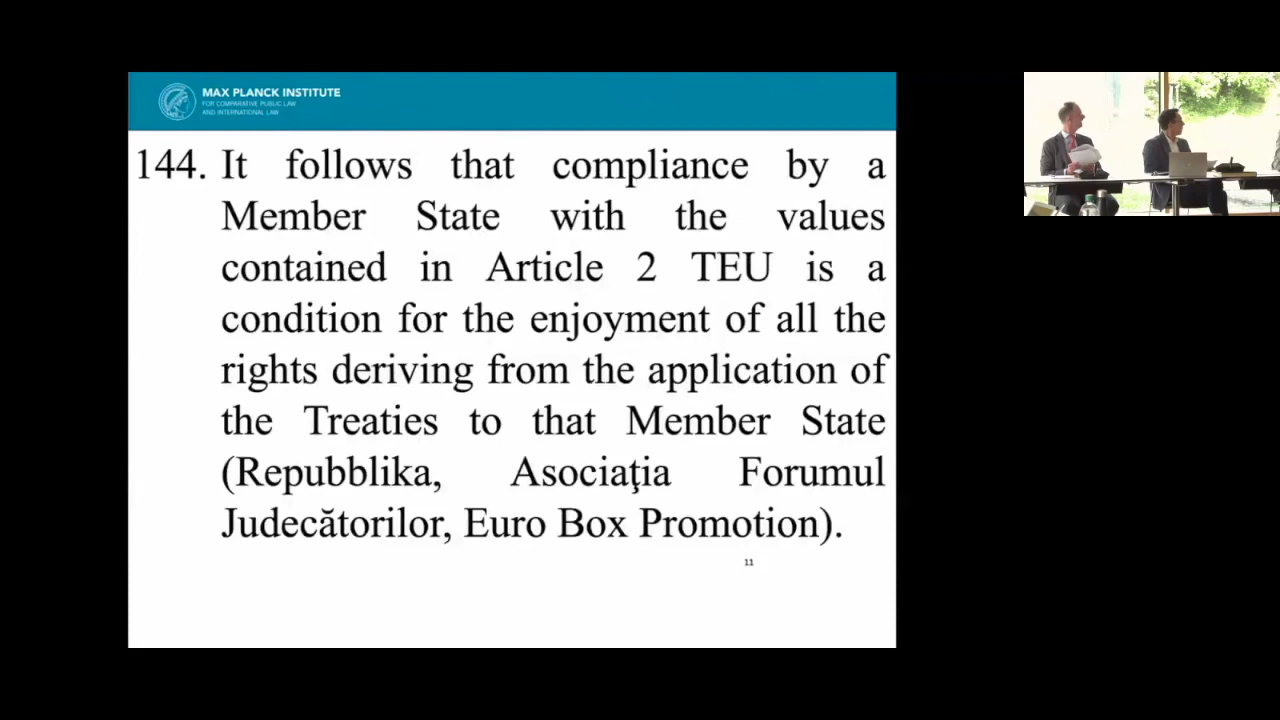 MAX PLANCK INSTITUTE
FOR COMPARATIVE PUBLIC LAW
AND INTERNATIONAL LAW
144. It follows that compliance by a
Member State with the values
contained in Article 2 TEU is a
condition for the enjoyment of all the
rights deriving from the application of
the Treaties to that Member State
(Repubblika, Asociaţia Forumul
Judecătorilor, Euro Box Promotion).
11